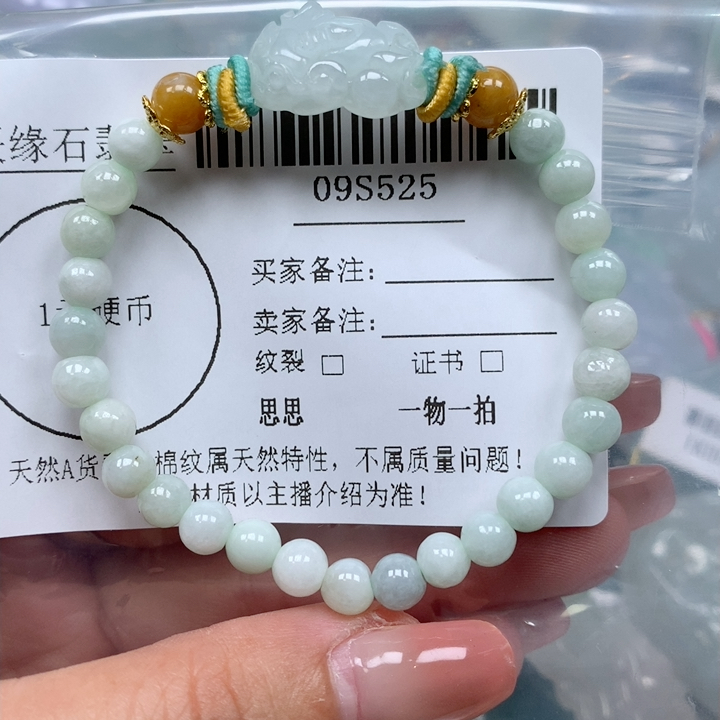 缘石
09S525
买家备注：
卖家备注：
1 硬币
纹裂 □ 证书 □
思思 一物一拍
天然A货 棉纹属天然特性，不属质量问题！
材质以主播介绍为准！